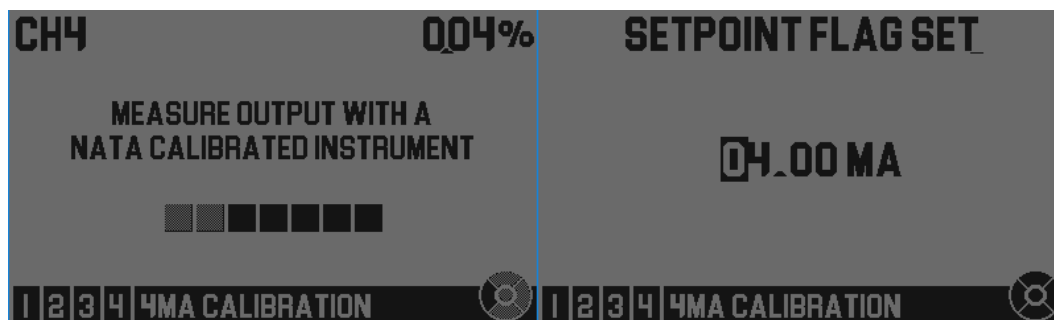 CH4 0.04%
MEASURE OUTPUT WITH A
NATA CALIBRATED INSTRUMENT
1 2 3 4 4MA CALIBRATION
SETPOINT FLAG SET_
04.00 MA
1 2 3 4 4MA CALIBRATION